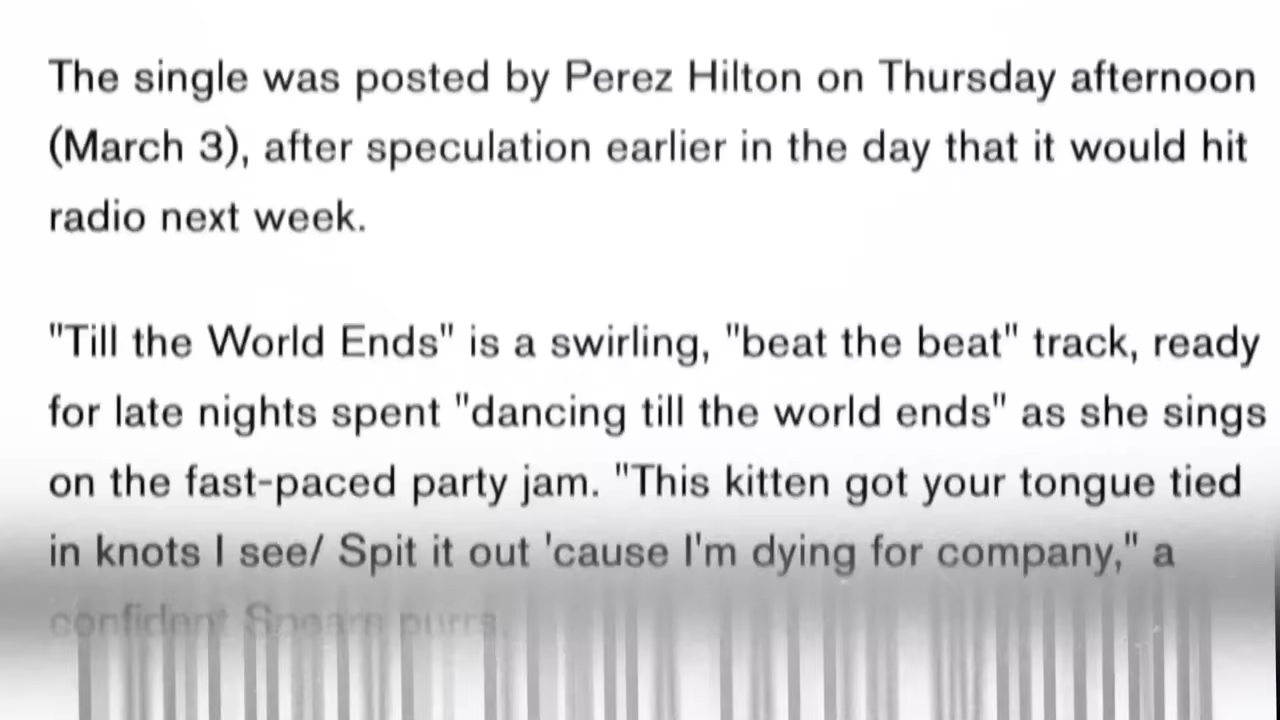 The single was posted by Perez Hilton on Thursday afternoon
(March 3), after speculation earlier in the day that it would hit
radio next week.
"Till the World Ends" is a swirling, "beat the beat" track, ready
for late nights spent "dancing till the world ends" as she sings
on the fast-paced party jam. "This kitten got your tongue tied
in knots I see/ Spit it out 'cause I'm dying for company," a
confident Spears purrs.